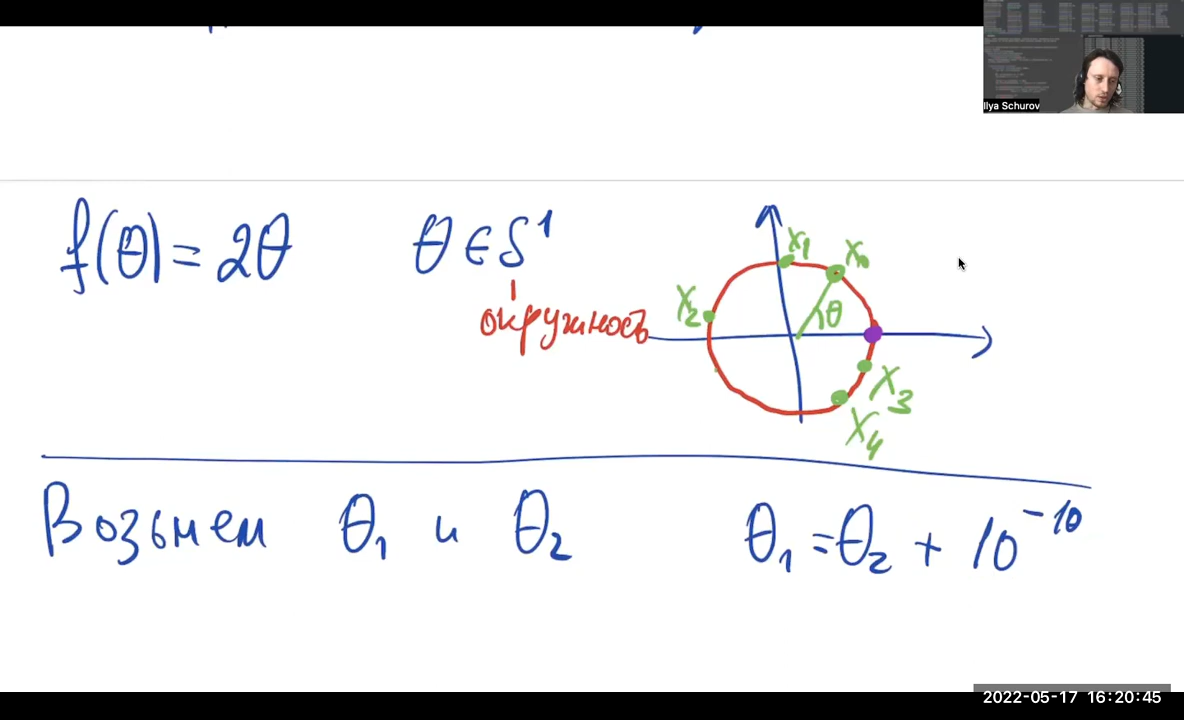 Ilya Schurov
f(θ) = 2θ
θ ∈ S¹
окружность
x₀
x₁
x₂
θ
x₃
x₄
Возьмем θ₁ и θ₂
θ₁ = θ₂ + 10⁻¹⁰
2022-05-17 16:20:45